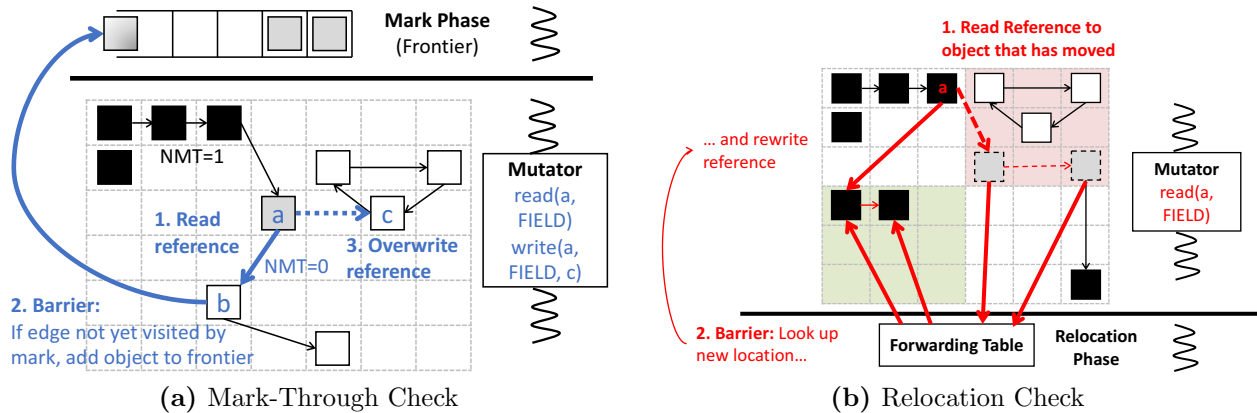 Mark Phase
(Frontier)
NMT=1
1. Read
reference
a
c
3. Overwrite
reference
NMT=0
b
2. Barrier:
If edge not yet visited by
mark, add object to frontier
Mutator
read(a,
FIELD)
write(a,
FIELD, c)
(a) Mark-Through Check
1. Read Reference to
object that has moved
a
... and rewrite
reference
Mutator
read(a,
FIELD)
2. Barrier: Look up
new location...
Forwarding Table
Relocation
Phase
(b) Relocation Check